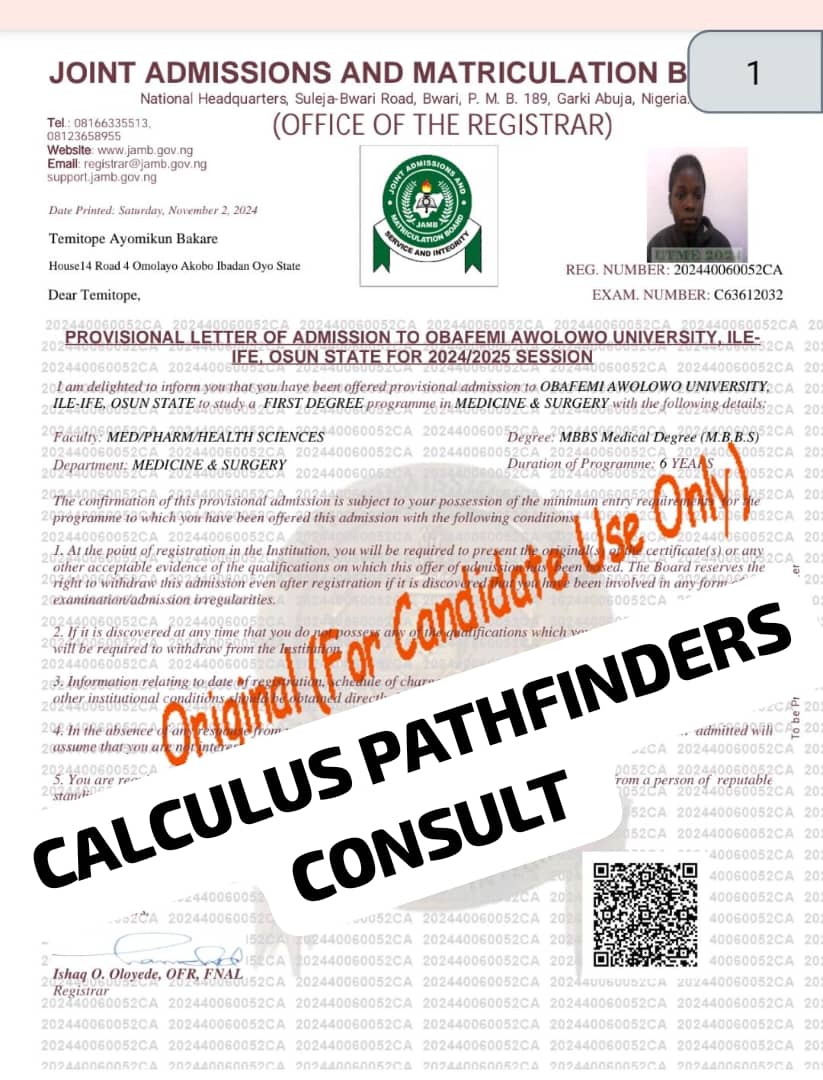 1
JOINT ADMISSIONS AND MATRICULATION B
National Headquarters, Suleja-Bwari Road, Bwari, P. M. B. 189, Garki Abuja, Nigeria.
(OFFICE OF THE REGISTRAR)
Tel.: 08166335513,
08123658955
Website: www.jamb.gov.ng
Email: registrar@jamb.gov.ng
support.jamb.gov.ng
JOINT ADMISSIONS AND
MATRICULATION BOARD
JAMB
SERVICE AND INTEGRITY
UTME 2024
Date Printed: Saturday, November 2, 2024
Temitope Ayomikun Bakare
House14 Road 4 Omolayo Akobo Ibadan Oyo State
REG. NUMBER: 202440060052CA
Dear Temitope,
EXAM. NUMBER: C63612032
PROVISIONAL LETTER OF ADMISSION TO OBAFEMI AWOLOWO UNIVERSITY, ILE-
IFE, OSUN STATE FOR 2024/2025 SESSION
I am delighted to inform you that you have been offered provisional admission to OBAFEMI AWOLOWO UNIVERSITY,
ILE-IFE, OSUN STATE to study a FIRST DEGREE programme in MEDICINE & SURGERY with the following details:
Faculty: MED/PHARM/HEALTH SCIENCES
Degree: MBBS Medical Degree (M.B.B.S)
Department: MEDICINE & SURGERY
Duration of Programme: 6 YEARS
The confirmation of this provisional admission is subject to your possession of the minimum entry requirements for the
programme to which you have been offered this admission with the following conditions:
1. At the point of registration in the Institution, you will be required to present the original(s) of the certificate(s) or any
other acceptable evidence of the qualifications on which this offer of admission has been based. The Board reserves the
right to withdraw this admission even after registration if it is discovered that you have been involved in any form
examination/admission irregularities.
2. If it is discovered at any time that you do not possess any of the qualifications which
will be required to withdraw from the Institution.
3. Information relating to date of registration, schedule of
other institutional conditions should be obtained
4. In the absence of any response from
admitted will
assume that you are not
5. You are
from a person of reputable
To be
Original (For Candidate Use Only)
CALCULUS PATHFINDERS
CONSULT
Ishaq O. Oloyede, OFR, FNAL
Registrar
202440060052CA 202440060052CA 202440060052CA 202440060052CA 202440060052CA 202440060052CA